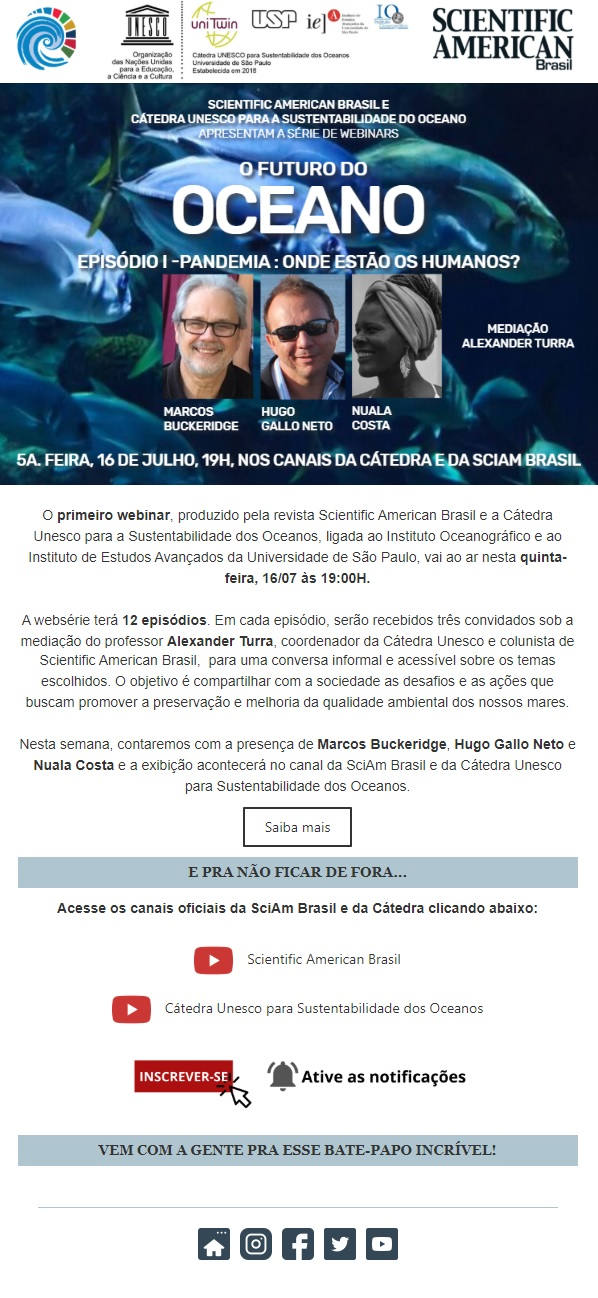 UNESCO
Organização
das Nações Unidas
para a Educação,
a Ciência e a Cultura
uniTwin
Cátedra UNESCO para Sustentabilidade dos Oceanos
Universidade de São Paulo
Estabelecida em 2018
USP
iea
Instituto de
Estudos
Avançados da
Universidade de
São Paulo
IO
SCIENTIFIC
AMERICAN
Brasil
SCIENTIFIC AMERICAN BRASIL E
CÁTEDRA UNESCO PARA A SUSTENTABILIDADE DO OCEANO
APRESENTAM A SÉRIE DE WEBINARS
O FUTURO DO
OCEANO
EPISÓDIO I -PANDEMIA : ONDE ESTÃO OS HUMANOS?
MEDIAÇÃO
ALEXANDER TURRA
MARCOS
BUCKERIDGE
HUGO
GALLO NETO
NUALA
COSTA
5A. FEIRA, 16 DE JULHO, 19H, NOS CANAIS DA CÁTEDRA E DA SCIAM BRASIL
O primeiro webinar, produzido pela revista Scientific American Brasil e a Cátedra
Unesco para a Sustentabilidade dos Oceanos, ligada ao Instituto Oceanográfico e ao
Instituto de Estudos Avançados da Universidade de São Paulo, vai ao ar nesta quinta-
feira, 16/07 às 19:00H.
A websérie terá 12 episódios. Em cada episódio, serão recebidos três convidados sob a
mediação do professor Alexander Turra, coordenador da Cátedra Unesco e colunista de
Scientific American Brasil, para uma conversa informal e acessível sobre os temas
escolhidos. O objetivo é compartilhar com a sociedade as desafios e as ações que
buscam promover a preservação e melhoria da qualidade ambiental dos nossos mares.
Nesta semana, contaremos com a presença de Marcos Buckeridge, Hugo Gallo Neto e
Nuala Costa e a exibição acontecerá no canal da SciAm Brasil e da Cátedra Unesco
para Sustentabilidade dos Oceanos.
Saiba mais
E PRA NÃO FICAR DE FORA...
Acesse os canais oficiais da SciAm Brasil e da Cátedra clicando abaixo:
Scientific American Brasil
Cátedra Unesco para Sustentabilidade dos Oceanos
INSCREVER-SE
Ative as notificações
VEM COM A GENTE PRA ESSE BATE-PAPO INCRÍVEL!